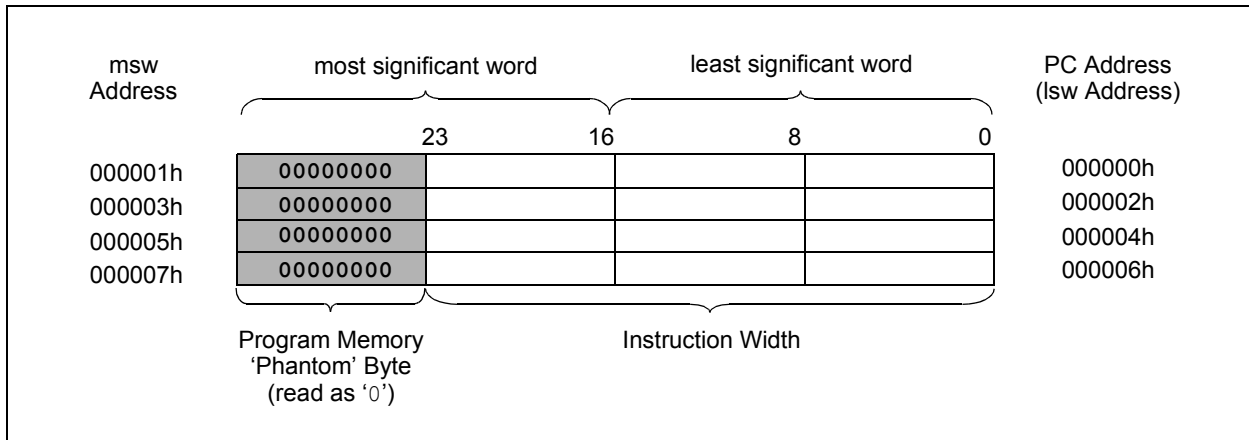 msw
Address
most significant word
least significant word
PC Address
(lsw Address)
23
16
8
0
000001h
00000000
000000h
000003h
00000000
000002h
000005h
00000000
000004h
000007h
00000000
000006h
Program Memory
‘Phantom’ Byte
(read as ‘0’)
Instruction Width